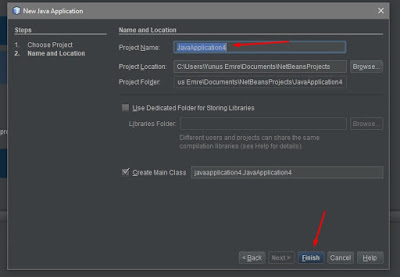 New Java Application
Steps
1. Choose Project
2. Name and Location
Name and Location
Project Name: JavaApplication4
Project Location: C:\Users\Yunus Emre\Documents\NetBeansProjects Browse...
Project Folder: us Emre\Documents\NetBeansProjects\JavaApplication4
Use Dedicated Folder for Storing Libraries
Libraries Folder: Browse...
Different users and projects can share the same
compilation libraries (see Help for details).
Create Main Class javaapplication4.JavaApplication4
< Back Next > Finish Cancel Help